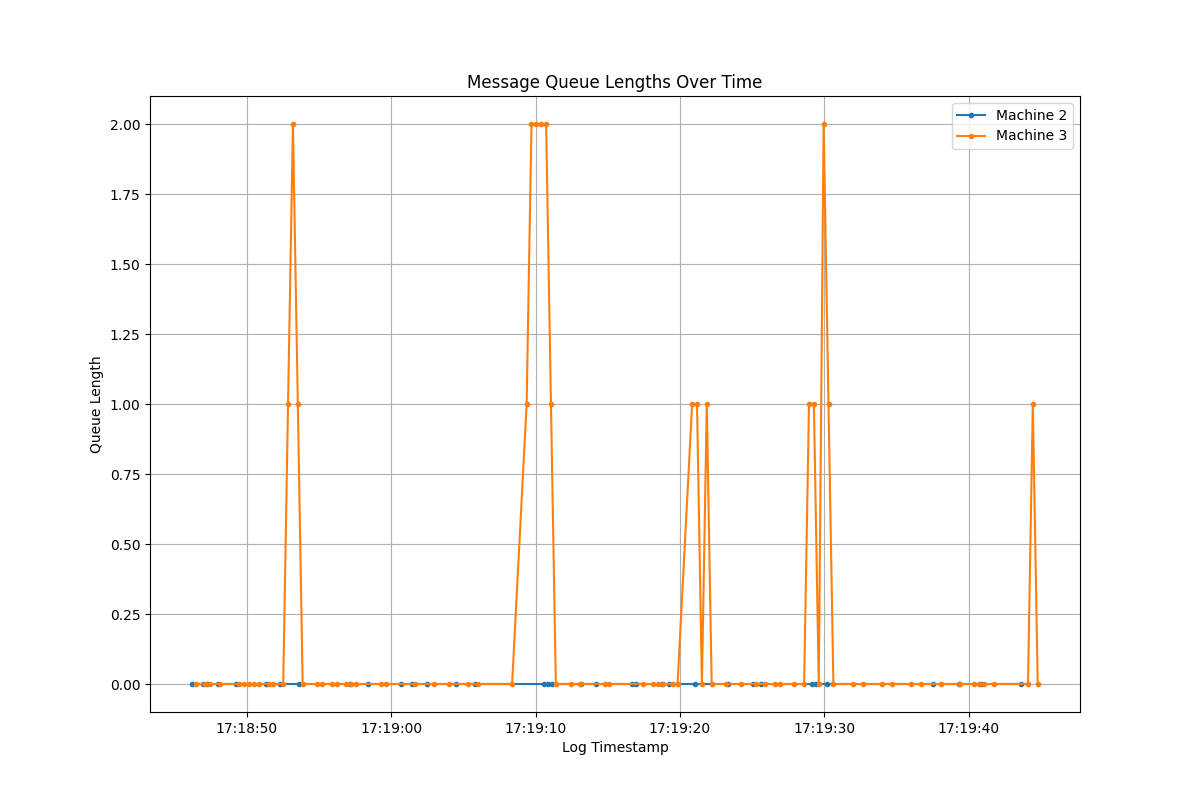 Message Queue Lengths Over Time
Machine 2
Machine 3
2.00
1.75
1.50
1.25
1.00
0.75
0.50
0.25
0.00
Queue Length
17:18:50 17:19:00 17:19:10 17:19:20 17:19:30 17:19:40
Log Timestamp